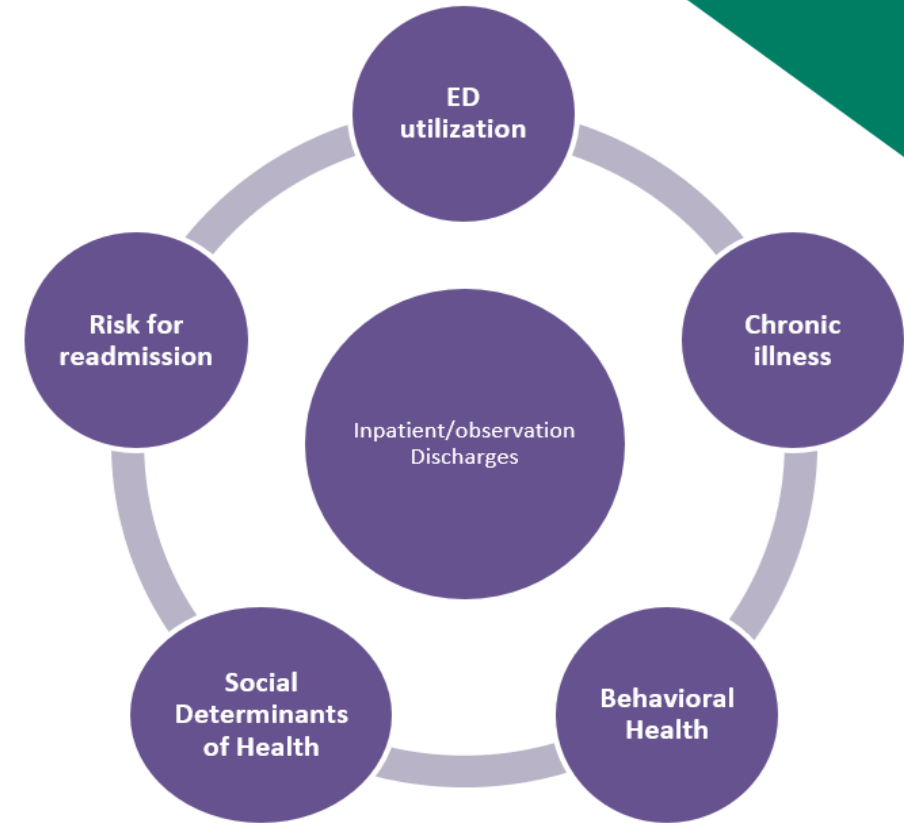 ED
utilization
Chronic
illness
Behavioral
Health
Social
Determinants
of Health
Risk for
readmission
Inpatient/observation
Discharges